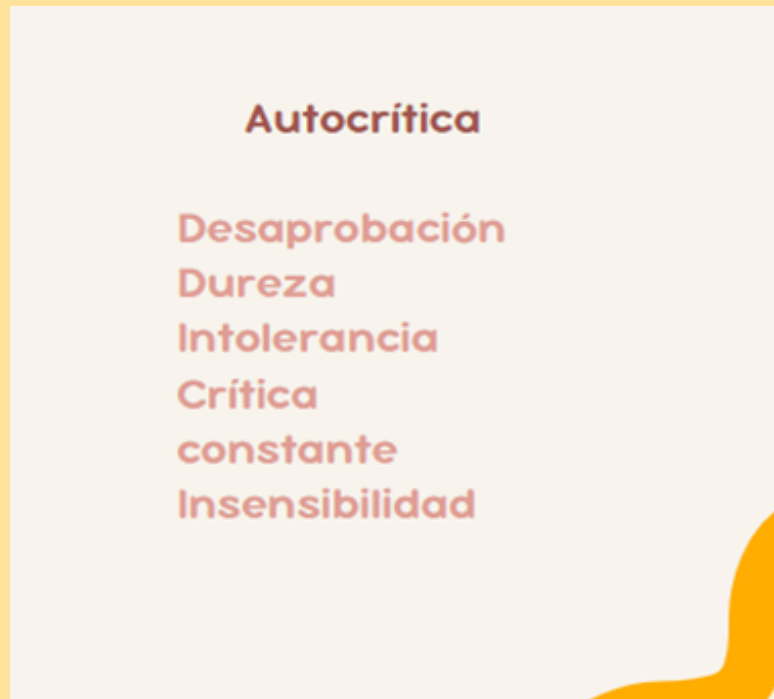 Autocrítica
Desaprobación
Dureza
Intolerancia
Crítica
constante
Insensibilidad